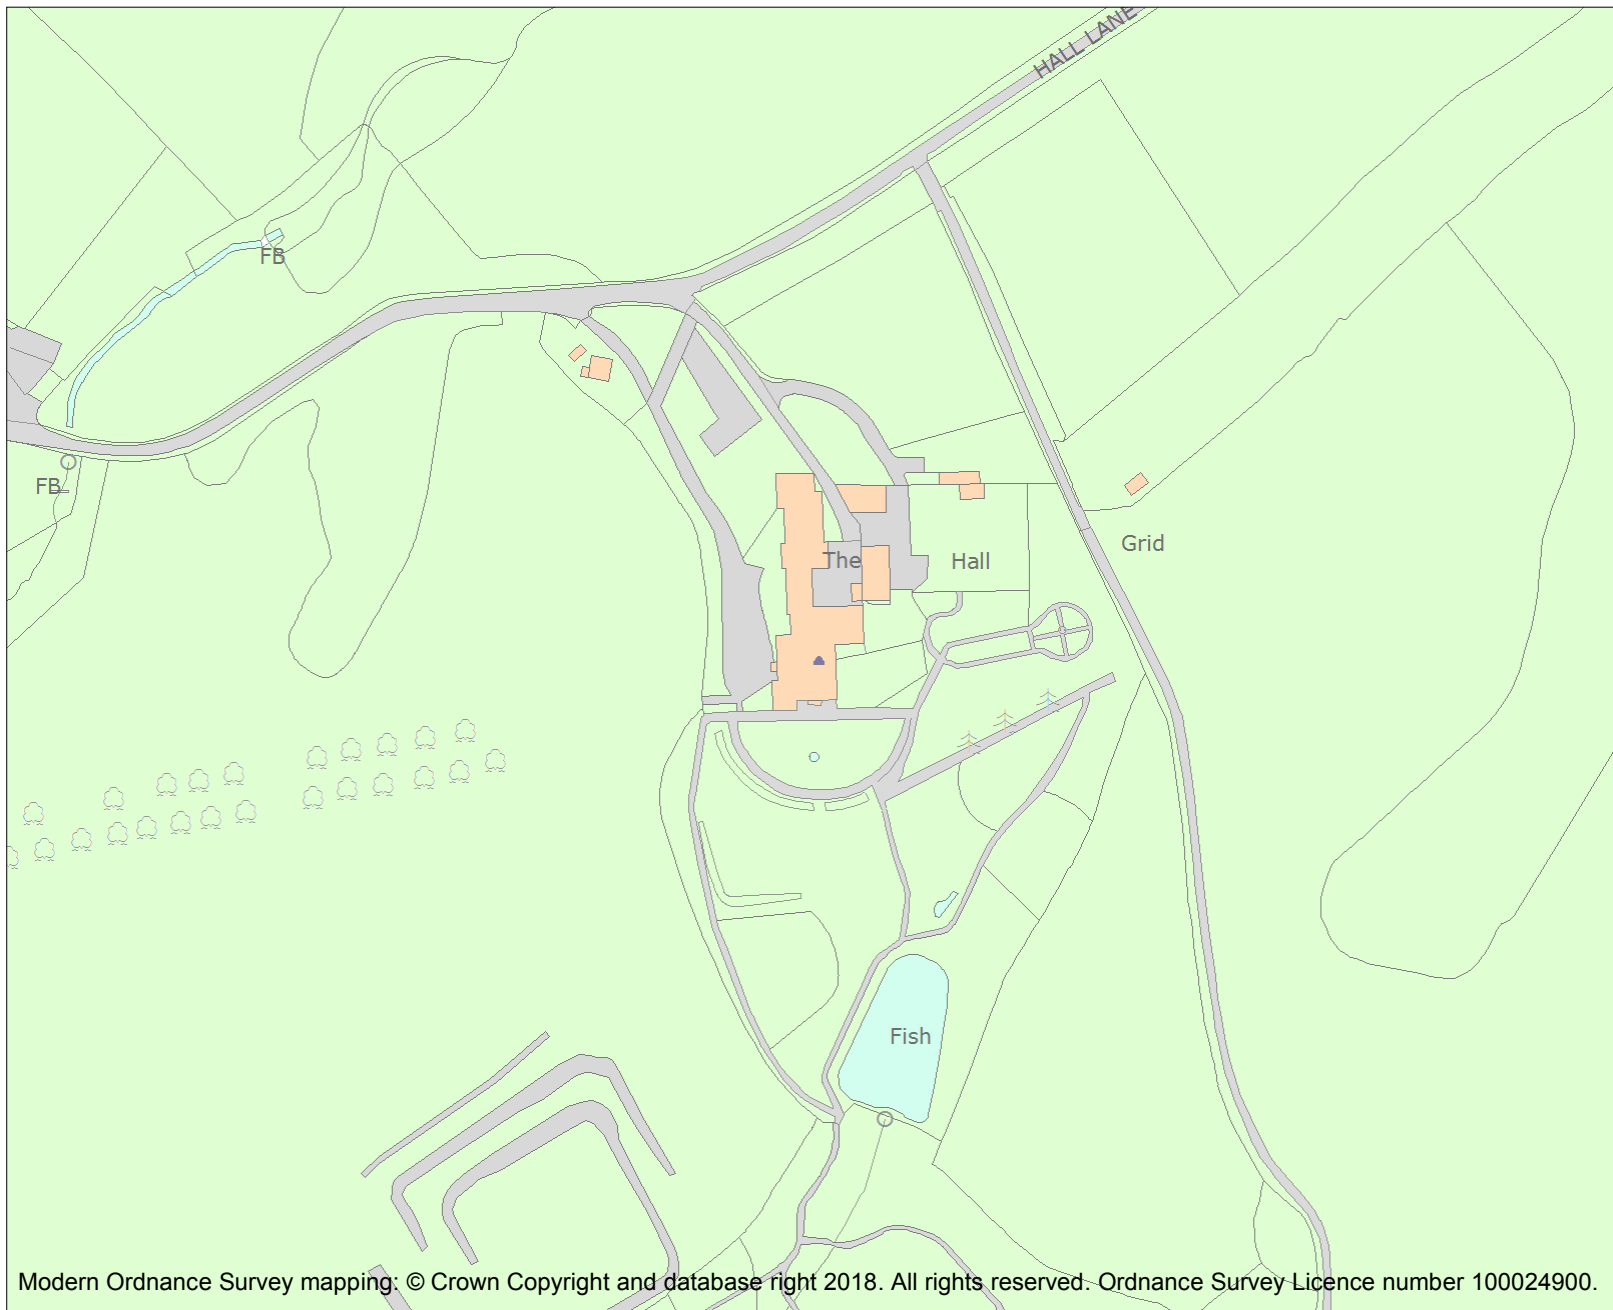 HALL LANE
FB
FB
Grid
The
Hall
Fish
Modern Ordnance Survey mapping: © Crown Copyright and database right 2018. All rights reserved. Ordnance Survey Licence number 100024900.